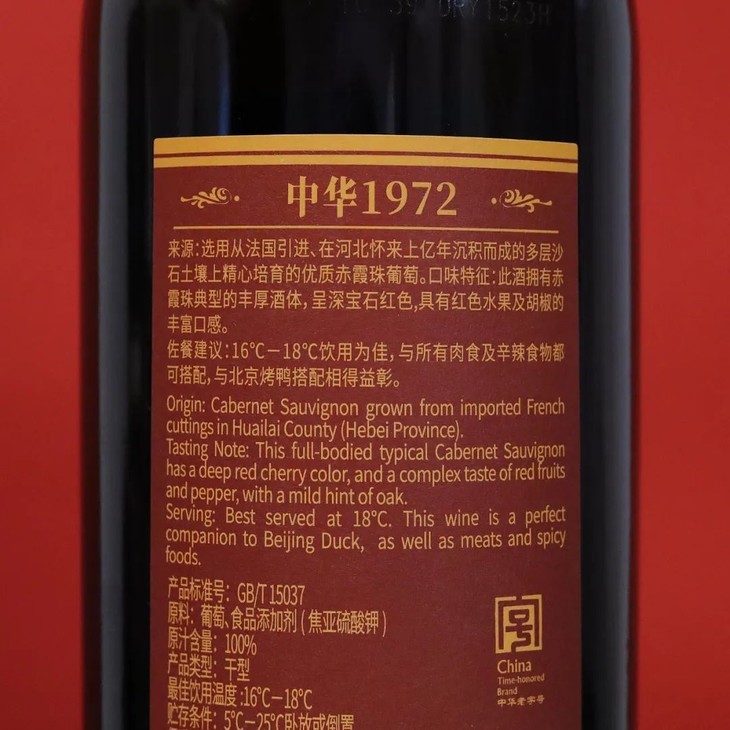 中华1972
来源:选用从法国引进、在河北怀来上亿年沉积而成的多层沙
石土壤上精心培育的优质赤霞珠葡萄。口味特征:此酒拥有赤
霞珠典型的丰厚酒体,呈深宝石红色,具有红色水果及胡椒的
丰富口感。
佐餐建议:16℃－18℃饮用为佳,与所有肉食及辛辣食物都
可搭配,与北京烤鸭搭配相得益彰。
Origin: Cabernet Sauvignon grown from imported French
cuttings in Huailai County (Hebei Province).
Tasting Note: This full-bodied typical Cabernet Sauvignon
has a deep red cherry color, and a complex taste of red fruits
and pepper, with a mild hint of oak.
Serving: Best served at 18℃. This wine is a perfect
companion to Beijing Duck, as well as meats and spicy
foods.
产品标准号: GB/T 15037
原料: 葡萄、食品添加剂 ( 焦亚硫酸钾 )
原汁含量: 100%
产品类型: 干型
最佳饮用温度:16℃－18℃
贮存条件: 5℃－25℃卧放或倒置
号
China
Time-honored
Brand
中华老字号